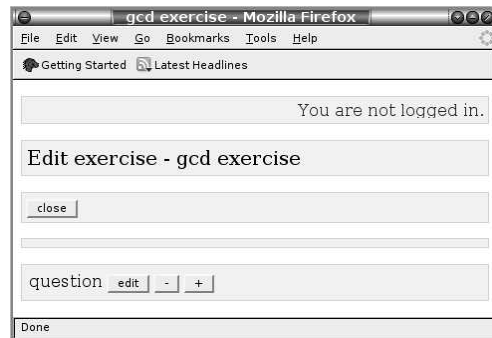 gcd exercise - Mozilla Firefox
File Edit View Go Bookmarks Tools Help
Getting Started Latest Headlines
You are not logged in.
Edit exercise - gcd exercise
close
question edit - +
Done